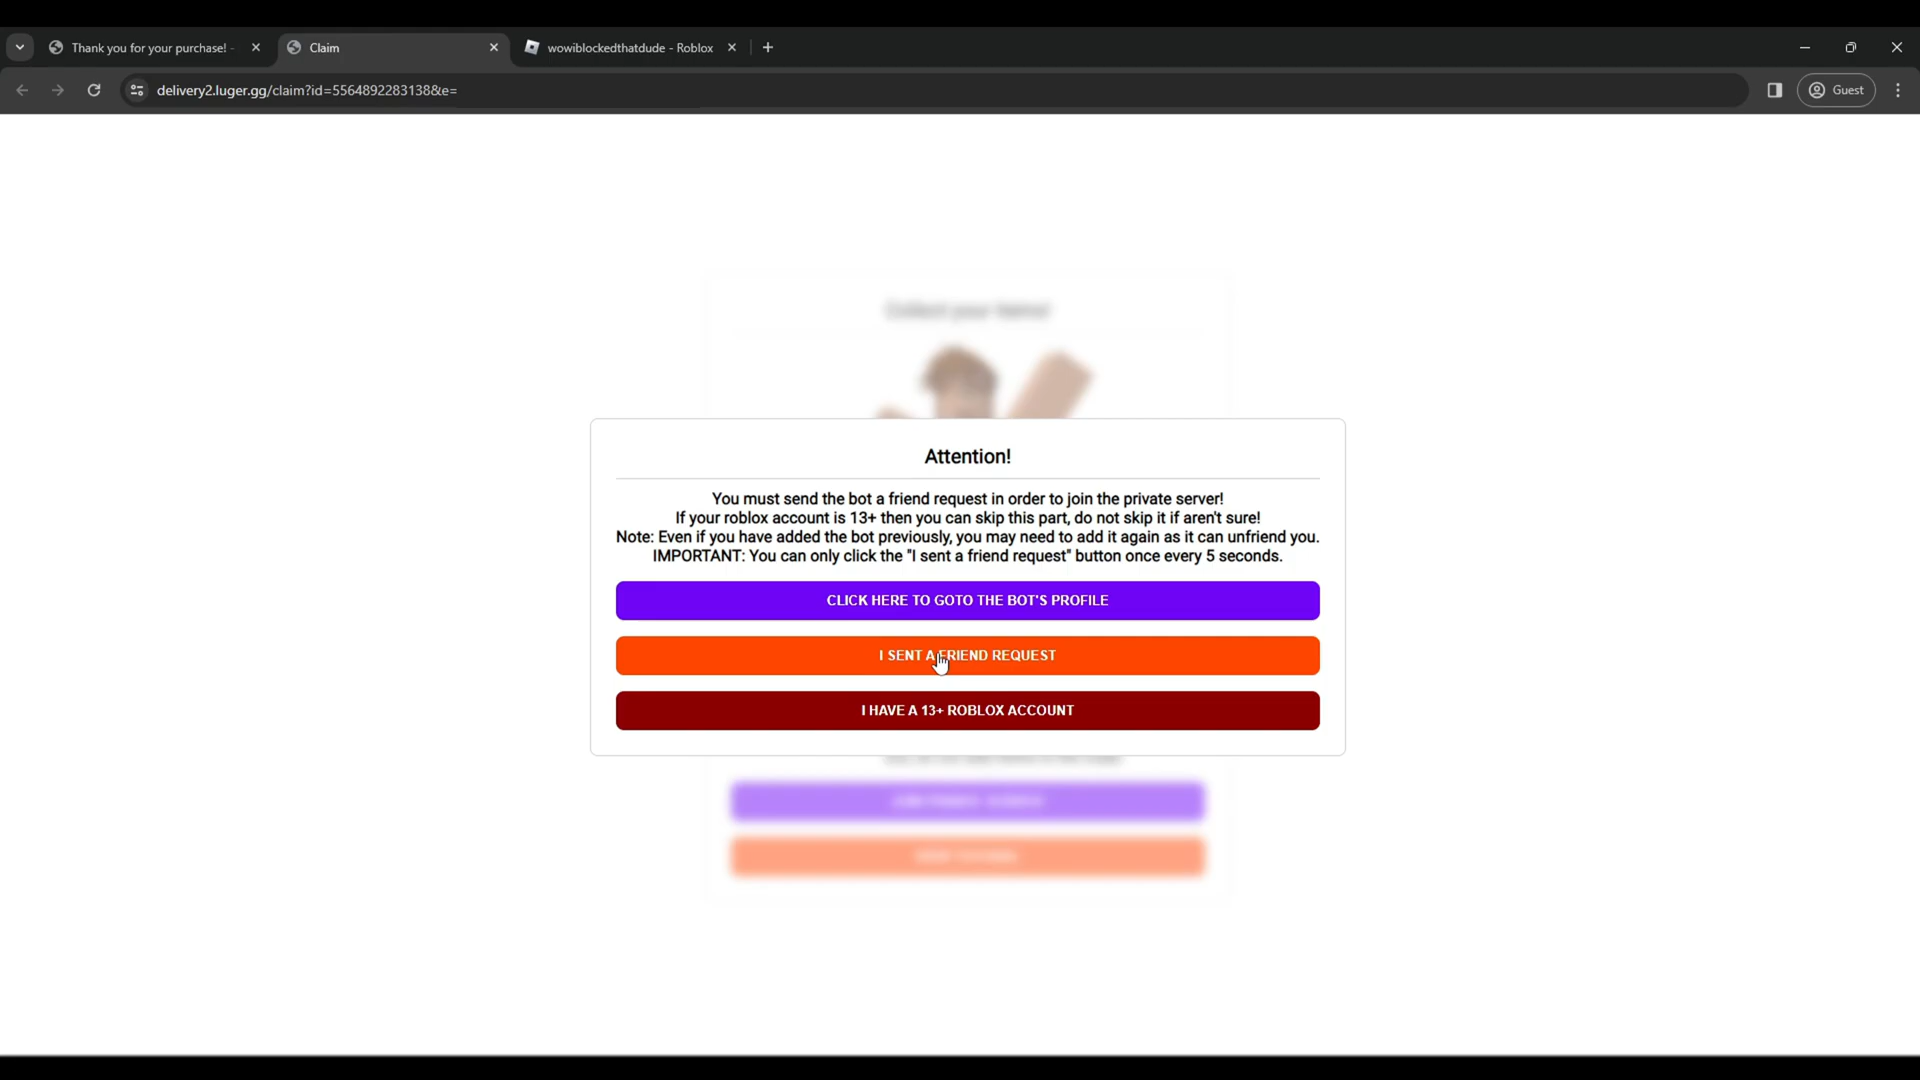 Thank you for your purchase! -
Claim
wowiblockedthatdude - Roblox
delivery2.luger.gg/claim?id=5564892283138&e=
Guest
Collect your items!
Attention!
You must send the bot a friend request in order to join the private server!
If your roblox account is 13+ then you can skip this part, do not skip it if aren't sure!
Note: Even if you have added the bot previously, you may need to add it again as it can unfriend you.
IMPORTANT: You can only click the "I sent a friend request" button once every 5 seconds.
CLICK HERE TO GOTO THE BOT'S PROFILE
I SENT A FRIEND REQUEST
I HAVE A 13+ ROBLOX ACCOUNT